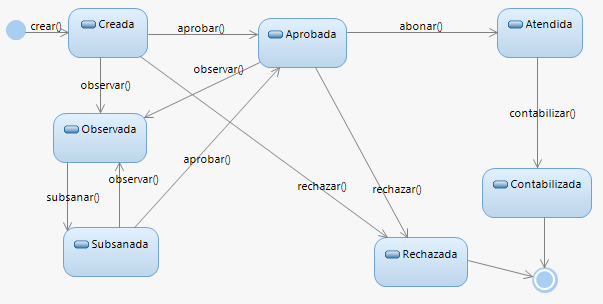 crear()
Creada
aprobar()
Aprobada
abonar()
Atendida
observar()
observar()
contabilizar()
Observada
aprobar()
subsanar()
observar()
rechazar()
rechazar()
Contabilizada
Subsanada
Rechazada